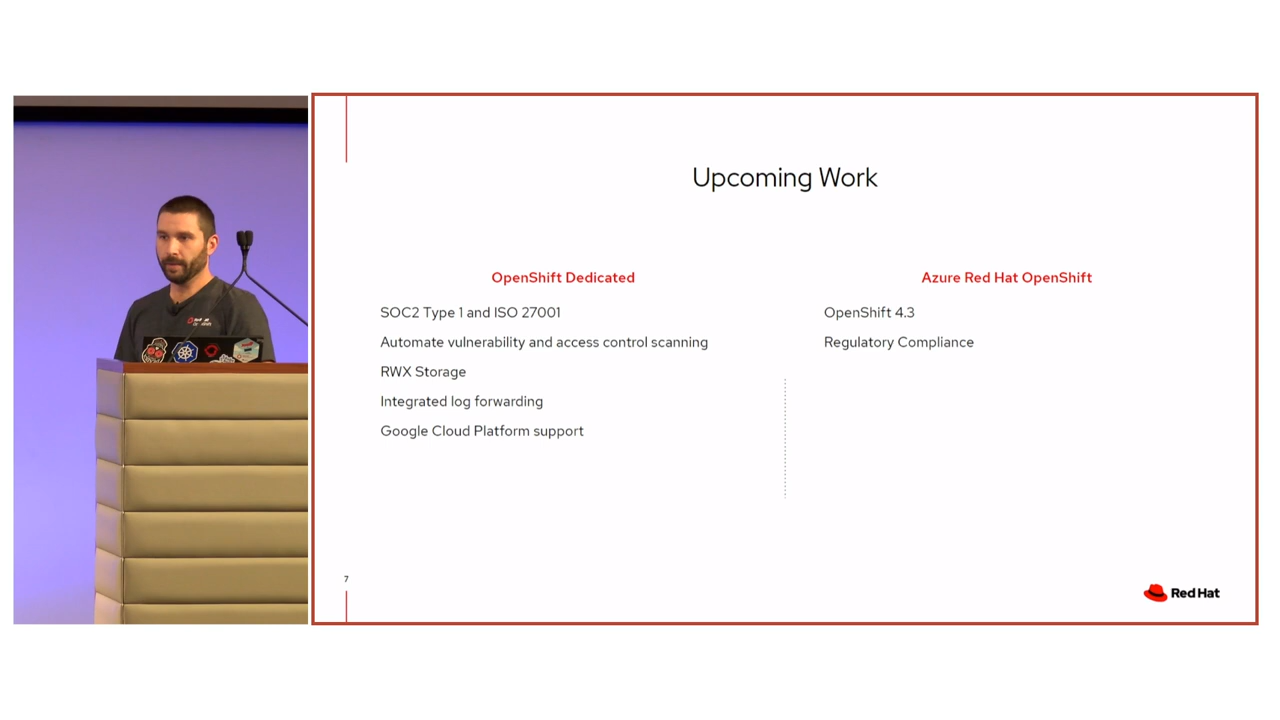 Upcoming Work
OpenShift Dedicated
SOC2 Type 1 and ISO 27001
Automate vulnerability and access control scanning
RWX Storage
Integrated log forwarding
Google Cloud Platform support
Azure Red Hat OpenShift
OpenShift 4.3
Regulatory Compliance
7
Red Hat